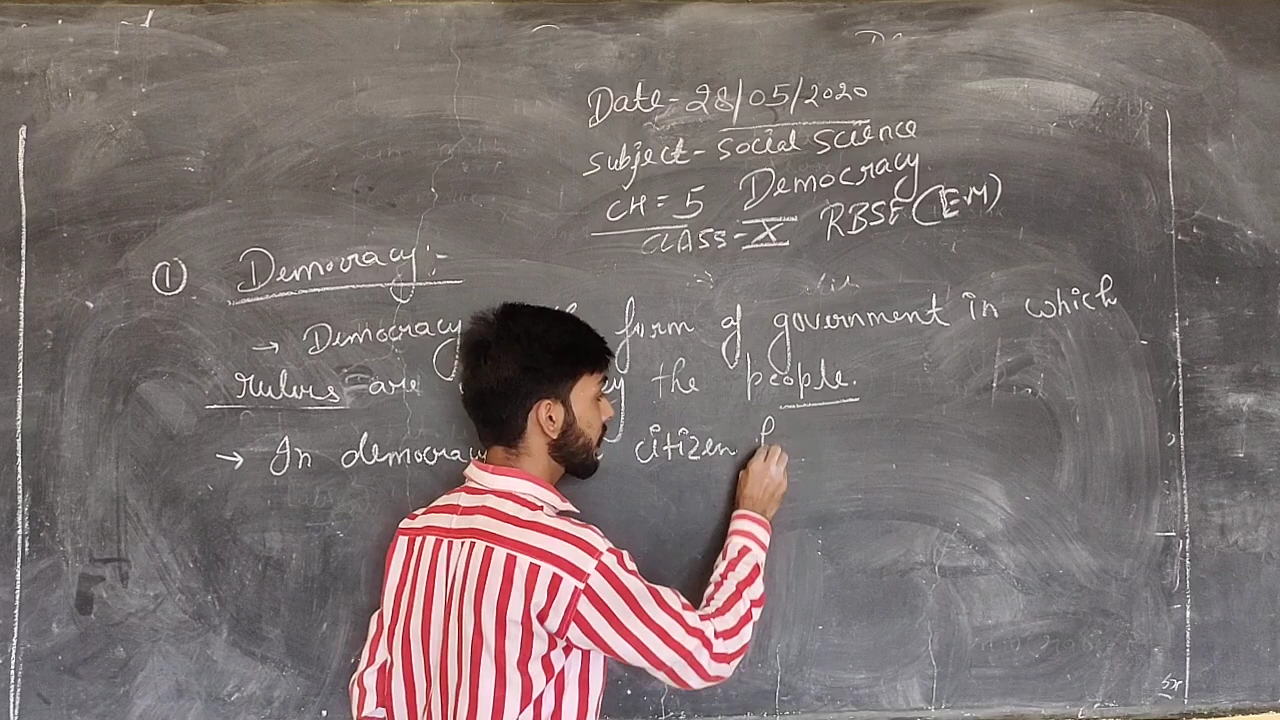 Date - 28/05/2020
Subject - Social Science
CH = 5 Democracy
CLASS - X RBSE (EM)
① Democracy :-
→ Democracy form of government in which
rulers are the people.
→ In democracy citizen